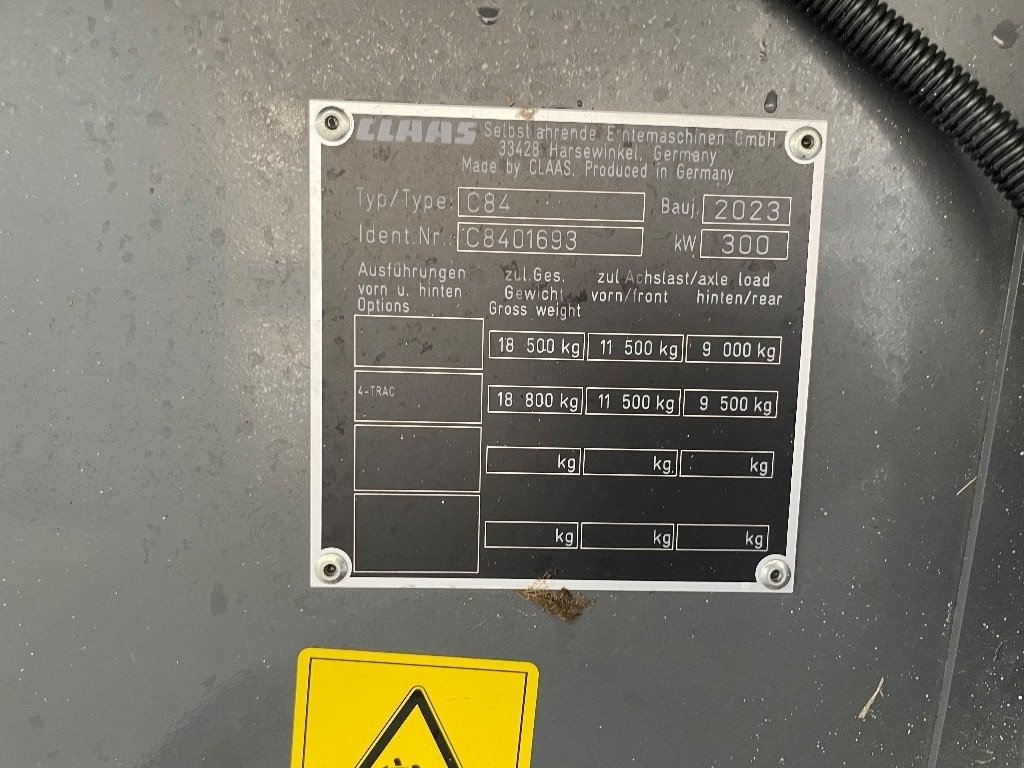 CLAAS Selbstfahrende Erntemaschinen GmbH
33428 Harsewinkel, Germany
Made by CLAAS, Produced in Germany
Typ/Type: C84 Bauj. 2023
Ident.Nr.: C8401693 kW 300
Ausführungen zul.Ges. zul.Achslast/axle load
vorn u. hinten Gewicht vorn/front hinten/rear
Options Gross weight
18 500 kg 11 500 kg 9 000 kg
4-TRAC 18 800 kg 11 500 kg 9 500 kg
kg kg kg
kg kg kg